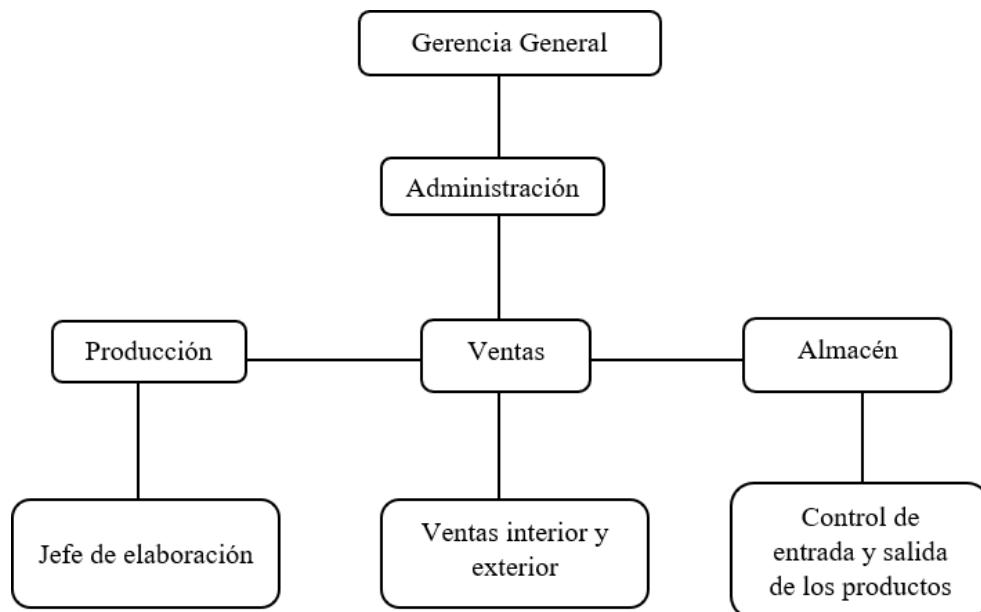 Gerencia General
Administración
Producción
Ventas
Almacén
Jefe de elaboración
Ventas interior y
exterior
Control de
entrada y salida
de los productos